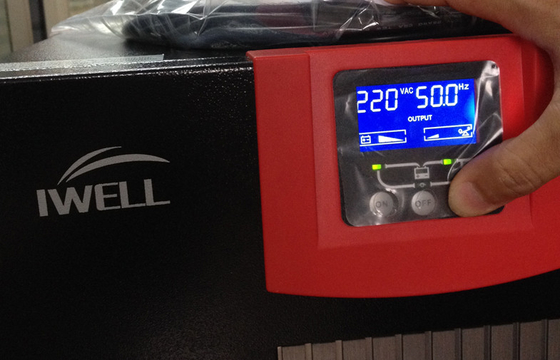 220 VAC 50.0 Hz
OUTPUT
IWELL
ON OFF